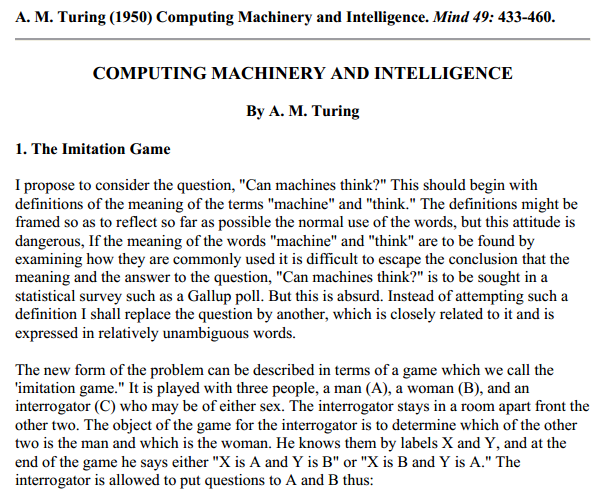 A. M. Turing (1950) Computing Machinery and Intelligence. Mind 49: 433-460.
COMPUTING MACHINERY AND INTELLIGENCE
By A. M. Turing
1. The Imitation Game
I propose to consider the question, "Can machines think?" This should begin with
definitions of the meaning of the terms "machine" and "think." The definitions might be
framed so as to reflect so far as possible the normal use of the words, but this attitude is
dangerous, If the meaning of the words "machine" and "think" are to be found by
examining how they are commonly used it is difficult to escape the conclusion that the
meaning and the answer to the question, "Can machines think?" is to be sought in a
statistical survey such as a Gallup poll. But this is absurd. Instead of attempting such a
definition I shall replace the question by another, which is closely related to it and is
expressed in relatively unambiguous words.
The new form of the problem can be described in terms of a game which we call the
'imitation game." It is played with three people, a man (A), a woman (B), and an
interrogator (C) who may be of either sex. The interrogator stays in a room apart front the
other two. The object of the game for the interrogator is to determine which of the other
two is the man and which is the woman. He knows them by labels X and Y, and at the
end of the game he says either "X is A and Y is B" or "X is B and Y is A." The
interrogator is allowed to put questions to A and B thus: